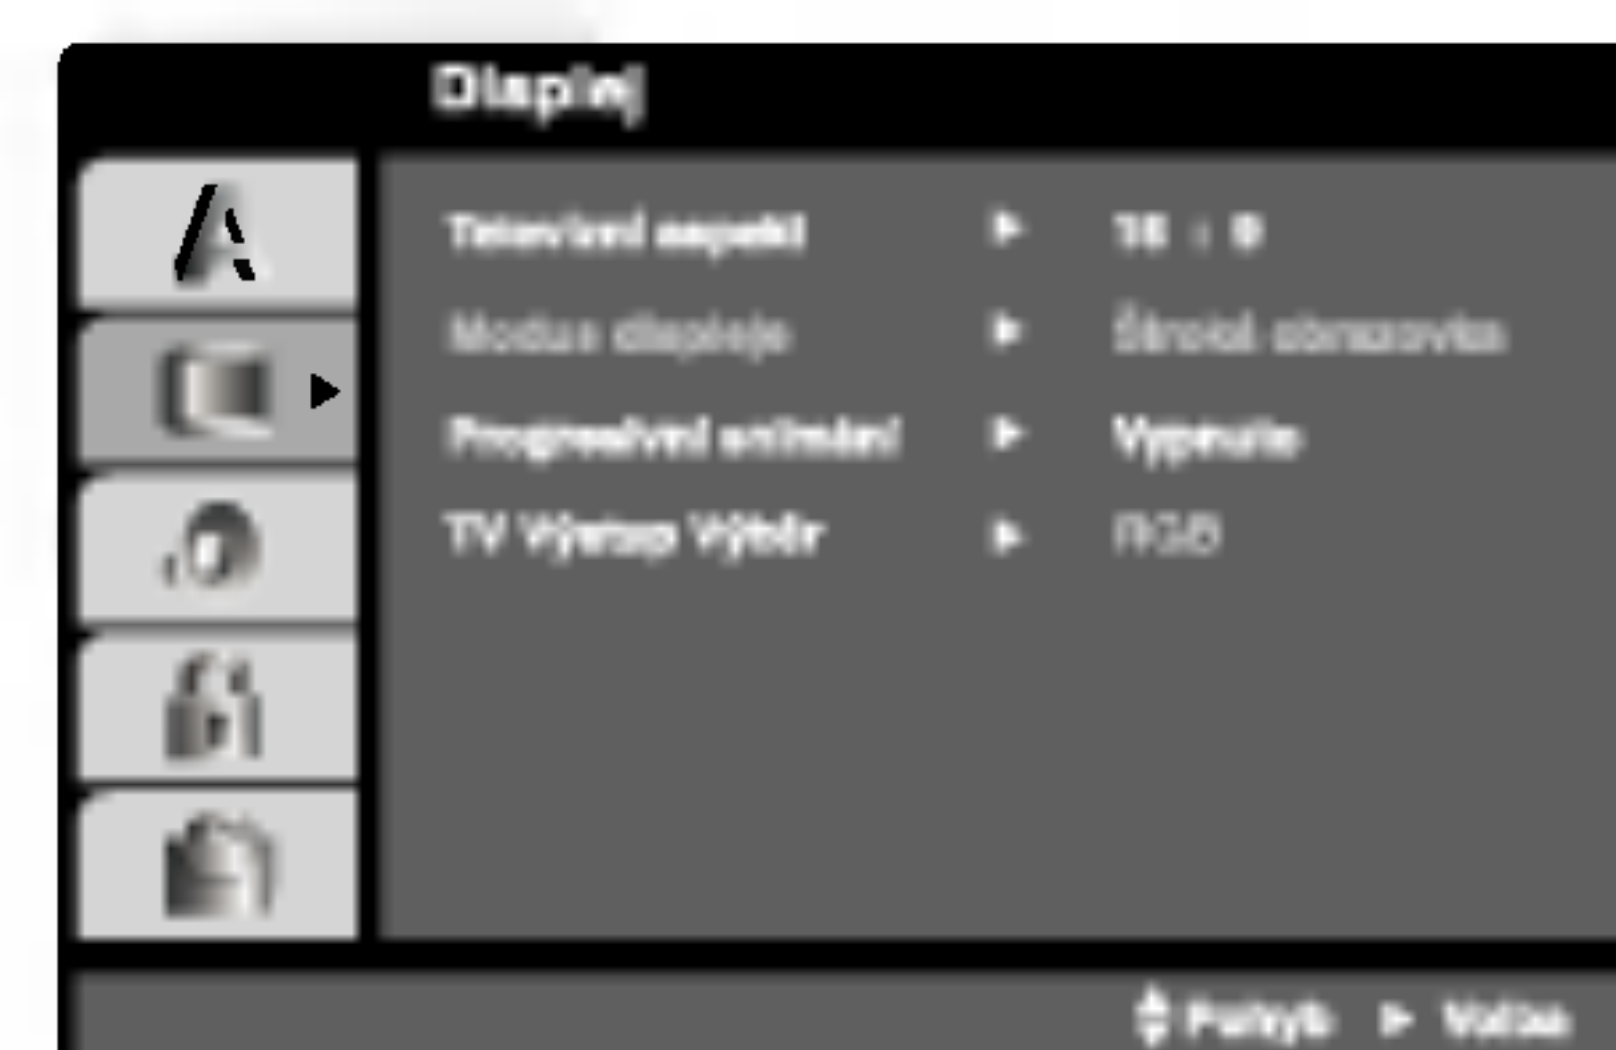 Displej
Televizní aspekt 16 : 9
Modus displeje Široká obrazovka
Progresivní snímání Vypnuto
TV Výstup Výběr RGB
Pohyb Volba